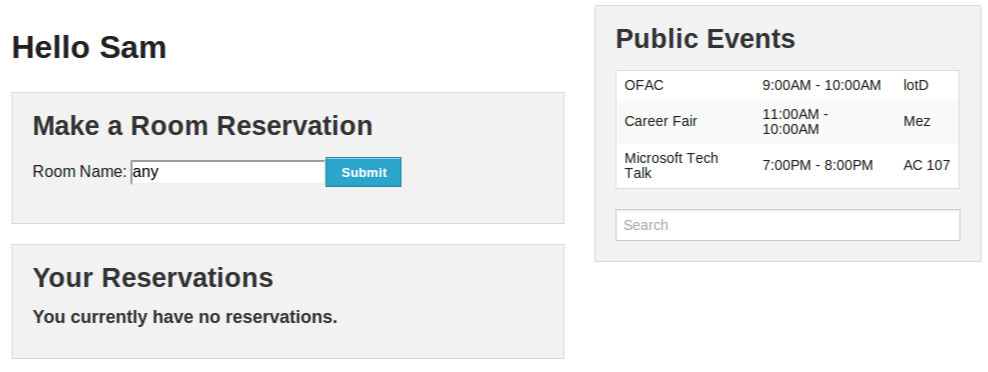 Hello Sam
Make a Room Reservation
Room Name: any Submit
Your Reservations
You currently have no reservations.
Public Events
OFAC 9:00AM - 10:00AM lotD
Career Fair 11:00AM - 10:00AM Mez
Microsoft Tech Talk 7:00PM - 8:00PM AC 107
Search